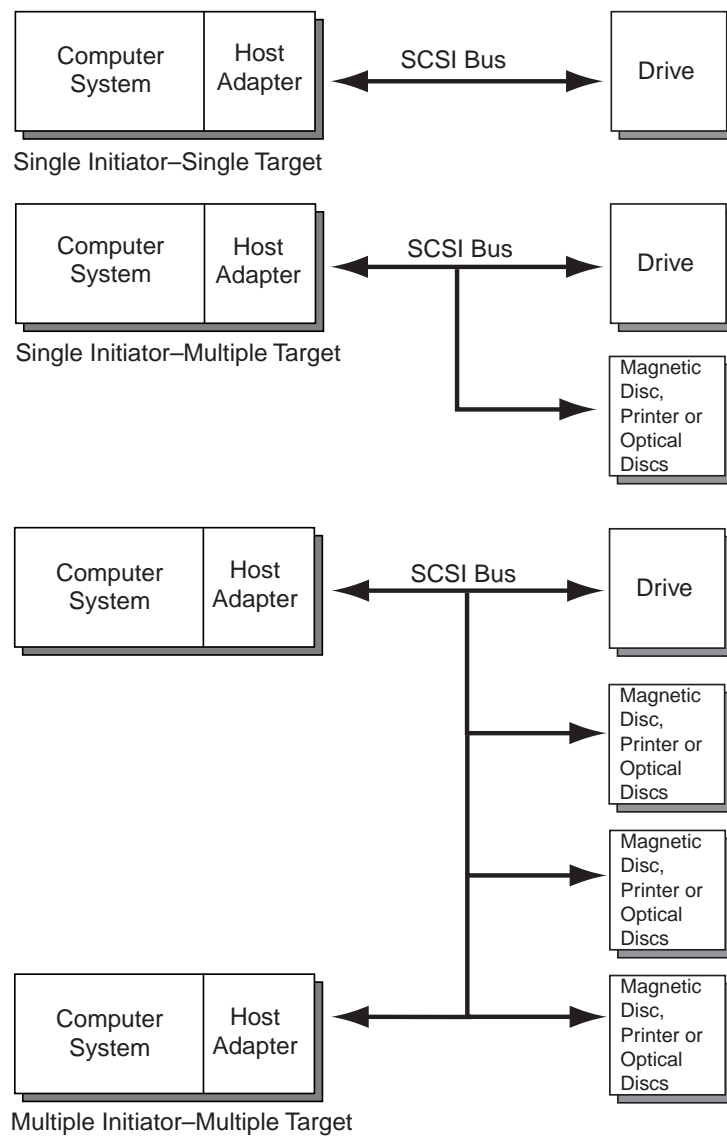 Computer
System
Host
Adapter
SCSI Bus
Drive
Single Initiator–Single Target
Computer
System
Host
Adapter
SCSI Bus
Drive
Single Initiator–Multiple Target
Magnetic
Disc,
Printer or
Optical
Discs
Computer
System
Host
Adapter
SCSI Bus
Drive
Magnetic
Disc,
Printer or
Optical
Discs
Magnetic
Disc,
Printer or
Optical
Discs
Computer
System
Host
Adapter
Magnetic
Disc,
Printer or
Optical
Discs
Multiple Initiator–Multiple Target